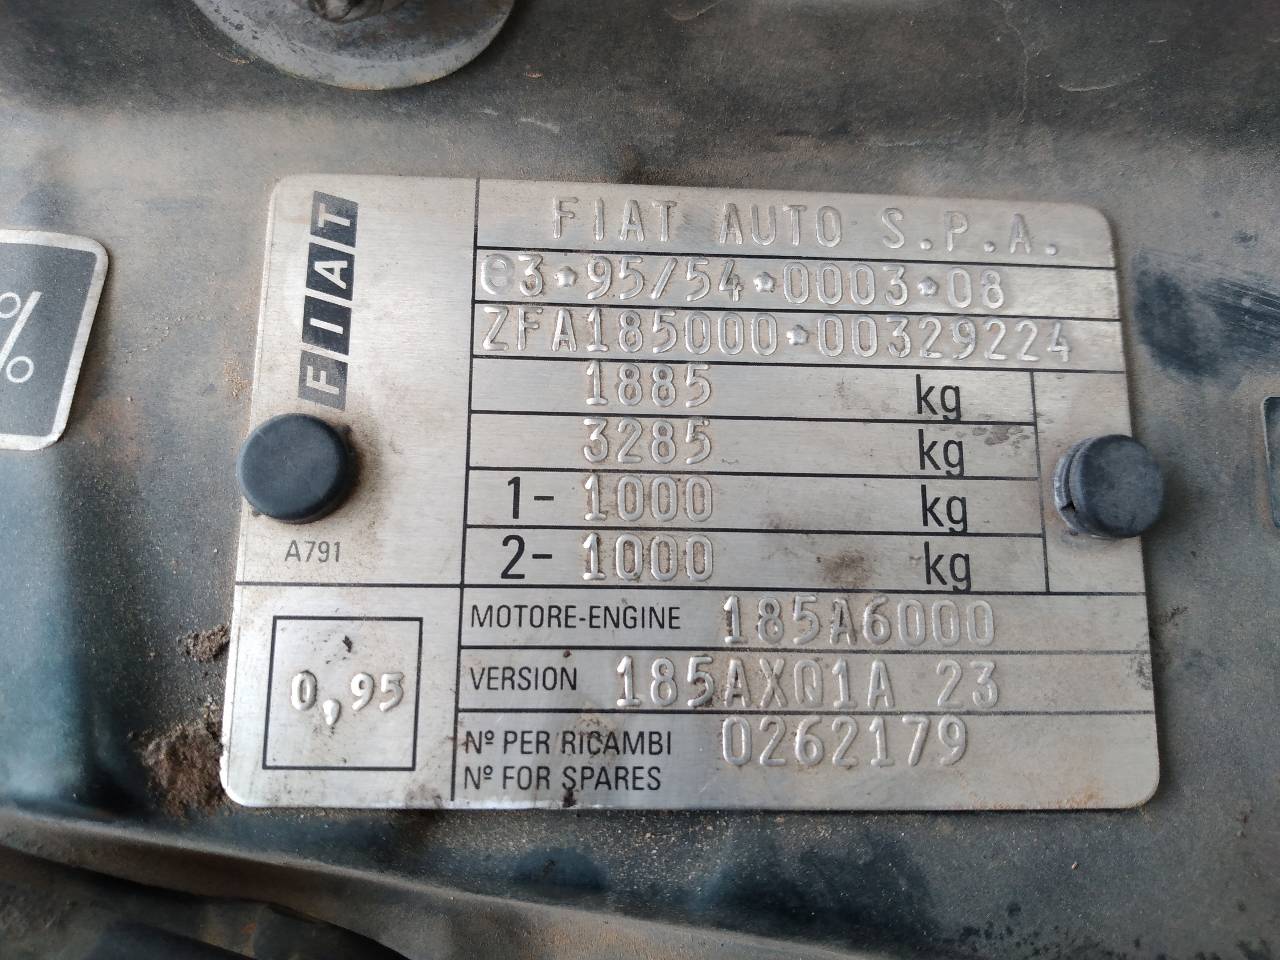 %
FIAT
FIAT AUTO S.P.A.
e3*95/54*0003*08
ZFA185000*00329224
1885 kg
3285 kg
1- 1000 kg
2- 1000 kg
A791
MOTORE-ENGINE 185A6000
VERSION 185AXQ1A 23
0,95
Nº PER RICAMBI 0262179
Nº FOR SPARES